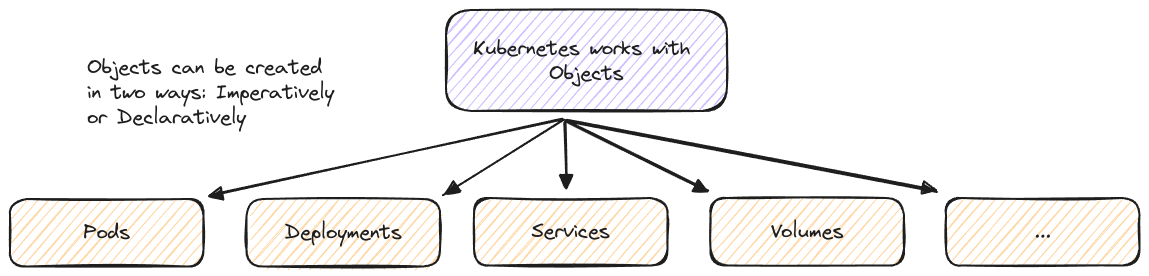 Kubernetes works with
Objects
Objects can be created
in two ways: Imperatively
or Declaratively
Pods
Deployments
Services
Volumes
...